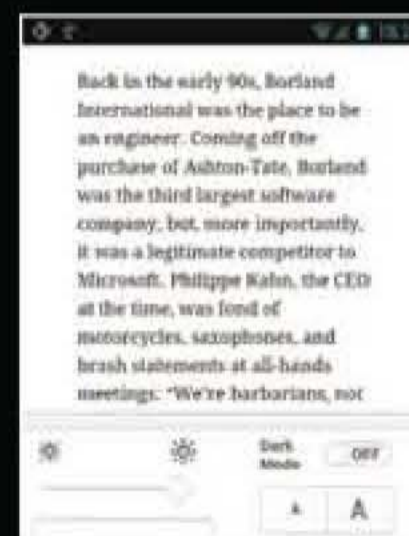 Back in the early 90s, Borland
International was the place to be
an engineer. Coming off the
purchase of Ashton-Tate, Borland
was the third largest software
company, but, more importantly,
it was a legitimate competitor to
Microsoft. Philippe Kahn, the CEO
at the time, was fond of
motorcycles, saxophones, and
brash statements at all-hands
meetings: "We're barbarians, not
Dark
Mode
OFF
A A